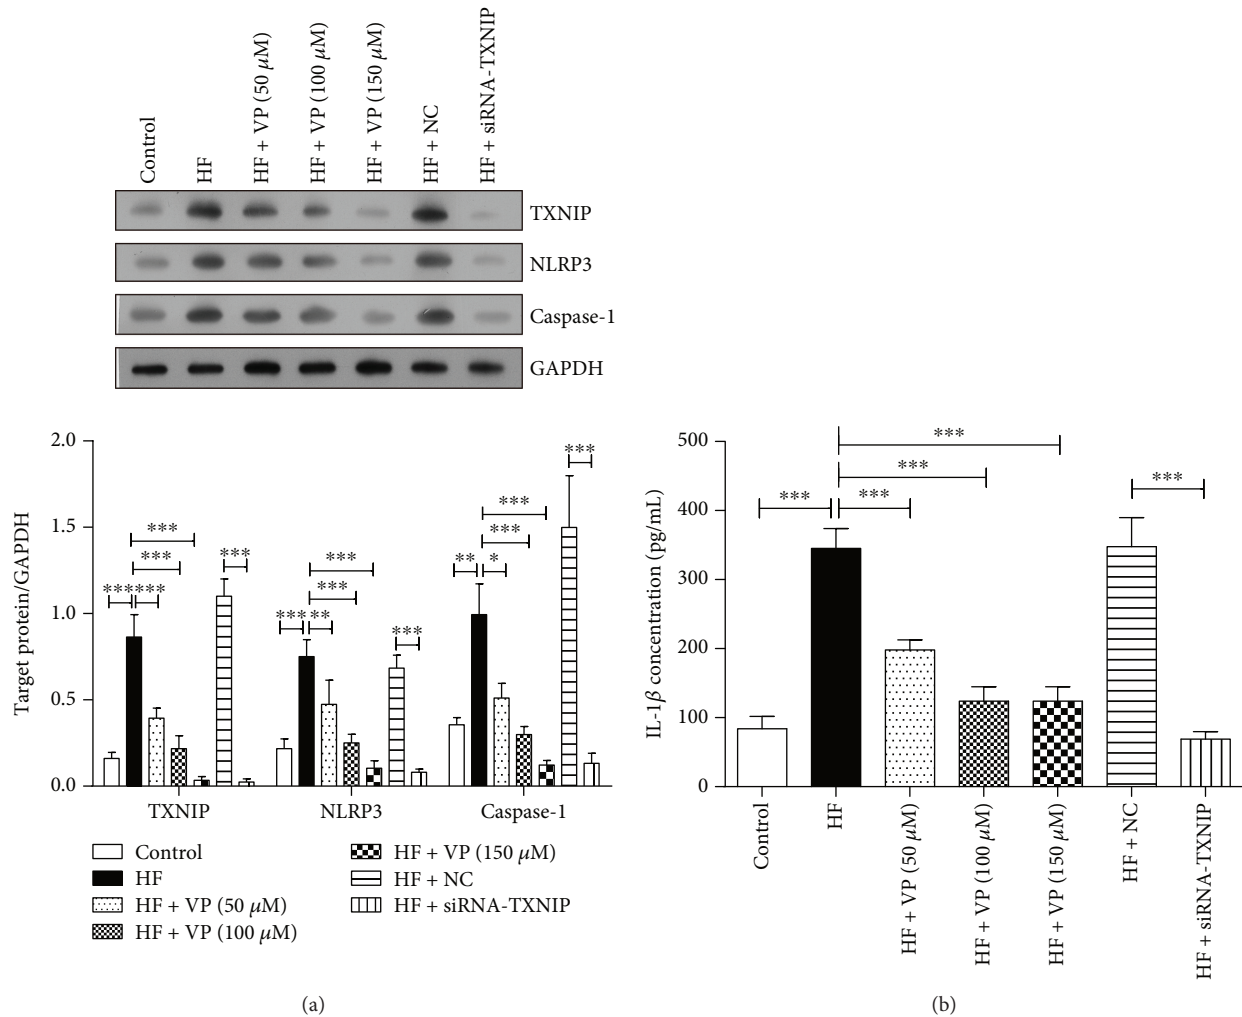 Control
HF
HF + VP (50 μM)
HF + VP (100 μM)
HF + VP (150 μM)
HF + NC
HF + siRNA-TXNIP
TXNIP
NLRP3
Caspase-1
GAPDH
Target protein/GAPDH
2.0
1.5
1.0
0.5
0.0
***
***
***
***
***
***
**
***
***
***
**
*
***
***
***
TXNIP
NLRP3
Caspase-1
Control
HF
HF + VP (50 μM)
HF + VP (100 μM)
HF + VP (150 μM)
HF + NC
HF + siRNA-TXNIP
(a)
IL-1β concentration (pg/mL)
500
400
300
200
100
0
***
***
***
***
***
Control
HF
HF + VP (50 μM)
HF + VP (100 μM)
HF + VP (150 μM)
HF + NC
HF + siRNA-TXNIP
(b)